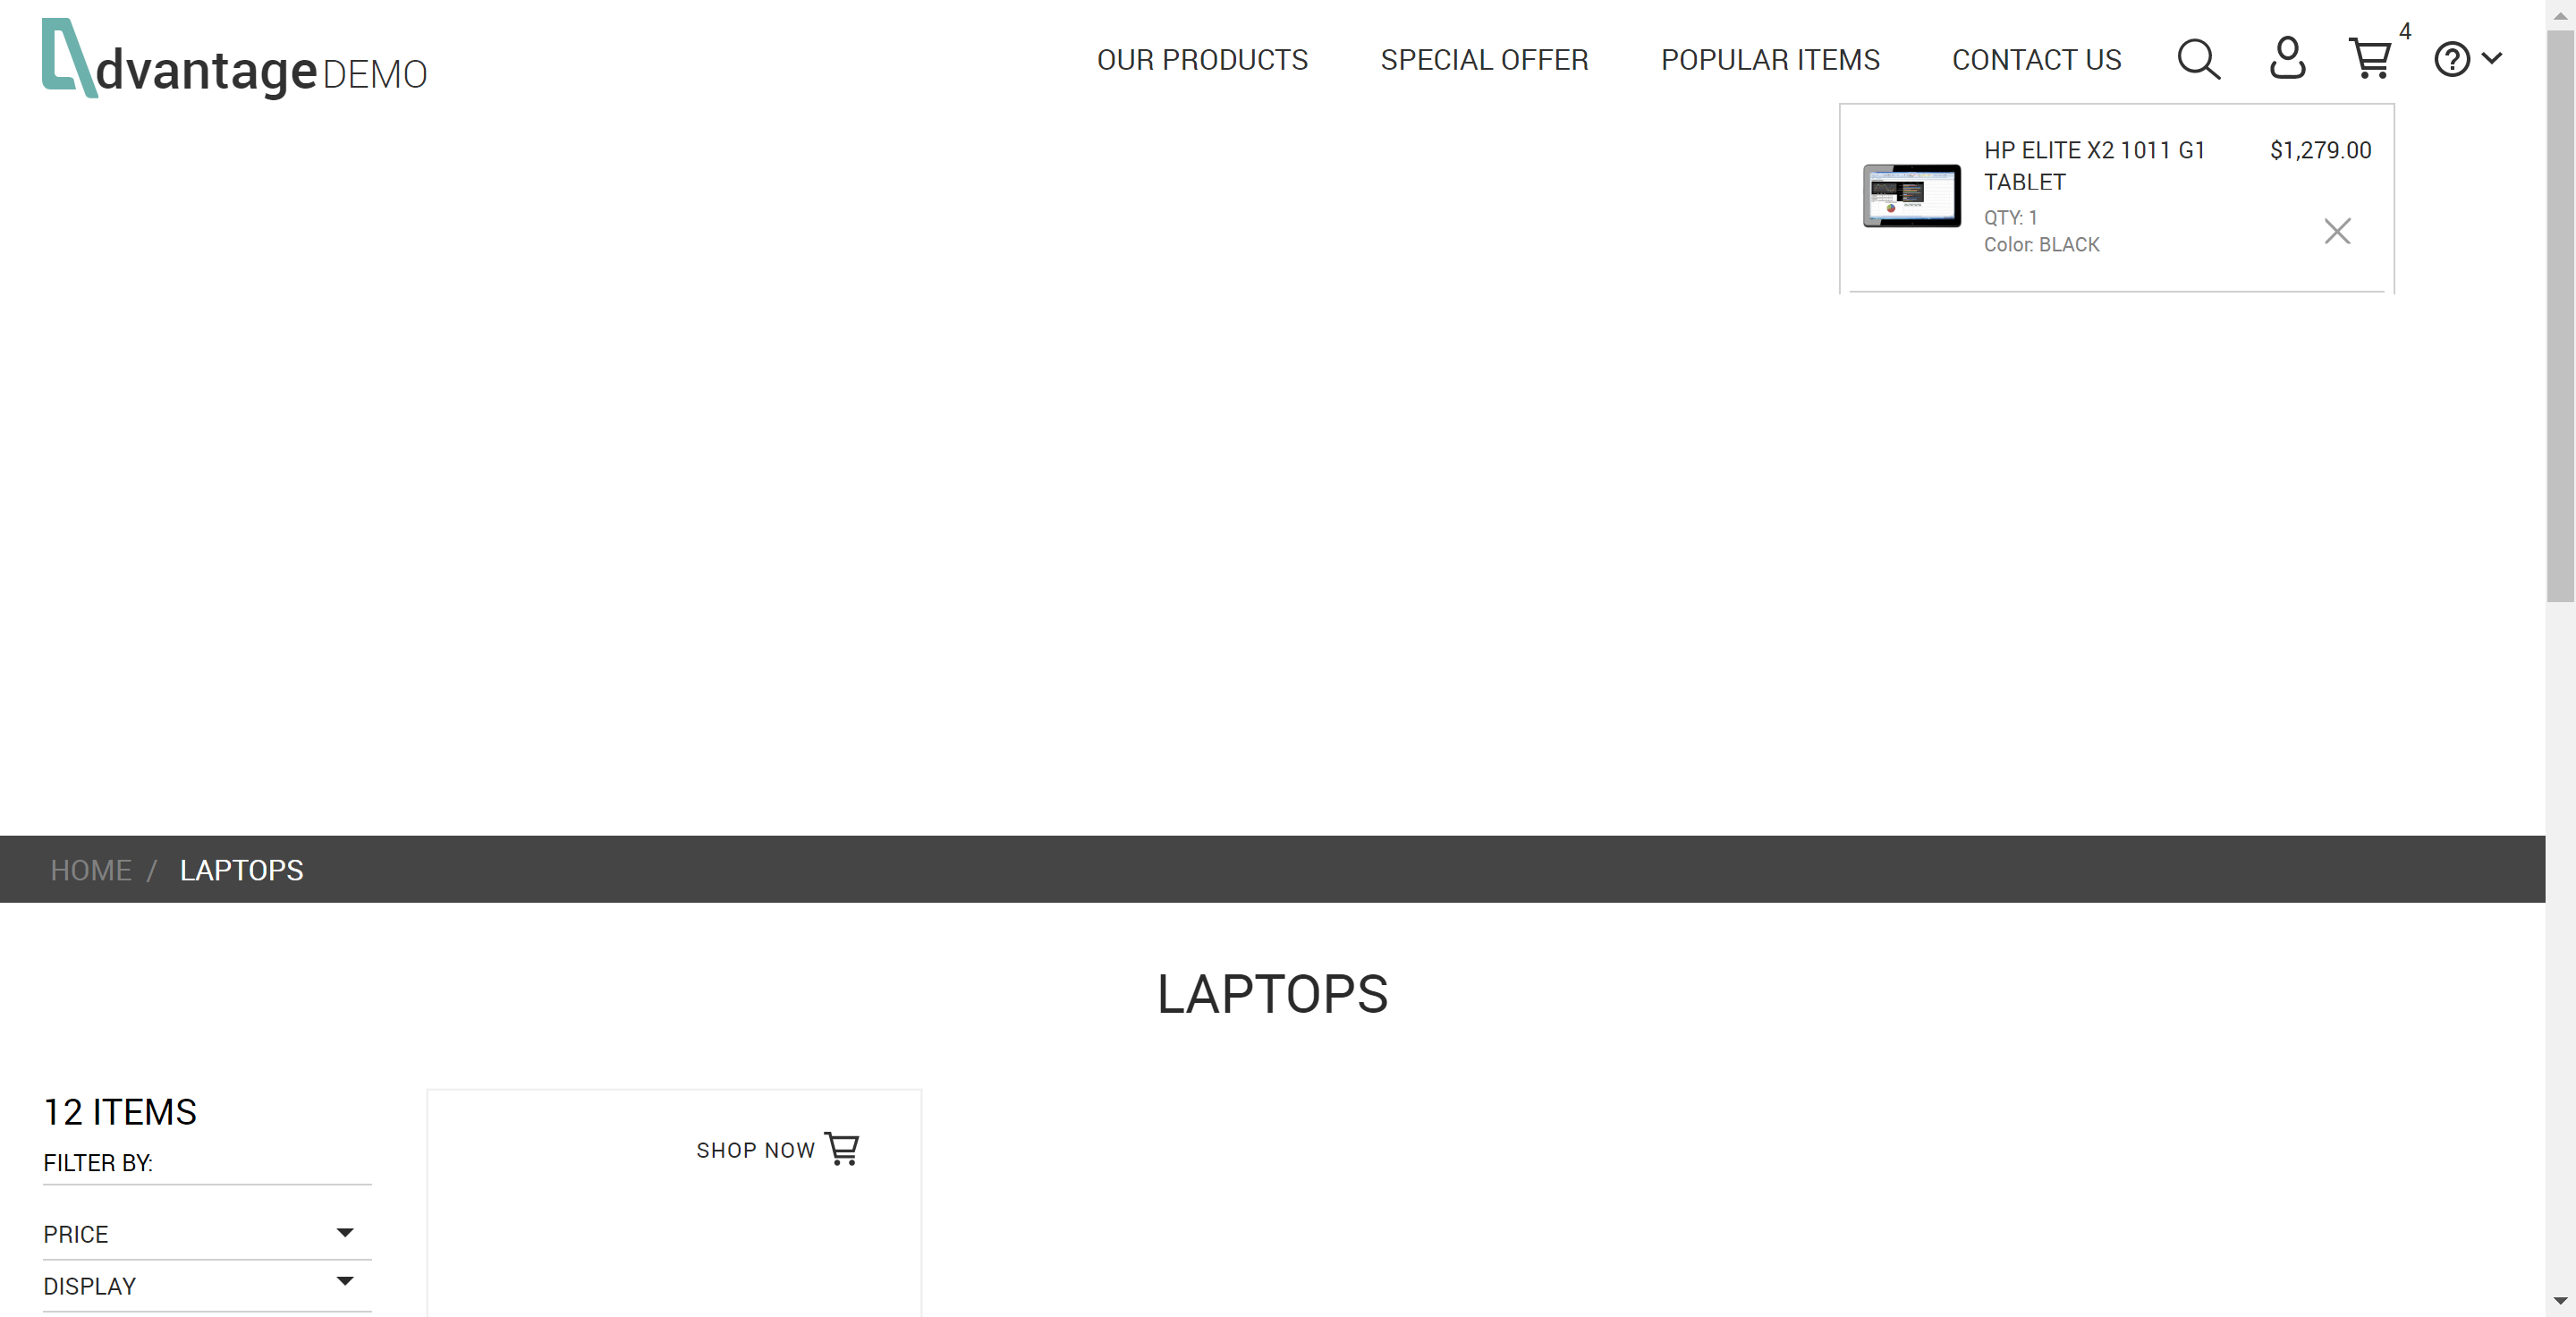 dvantage DEMO
OUR PRODUCTS SPECIAL OFFER POPULAR ITEMS CONTACT US 4
HP ELITE X2 1011 G1 $1,279.00
TABLET
QTY: 1
Color: BLACK
HOME / LAPTOPS
LAPTOPS
12 ITEMS
FILTER BY:
SHOP NOW
PRICE
DISPLAY